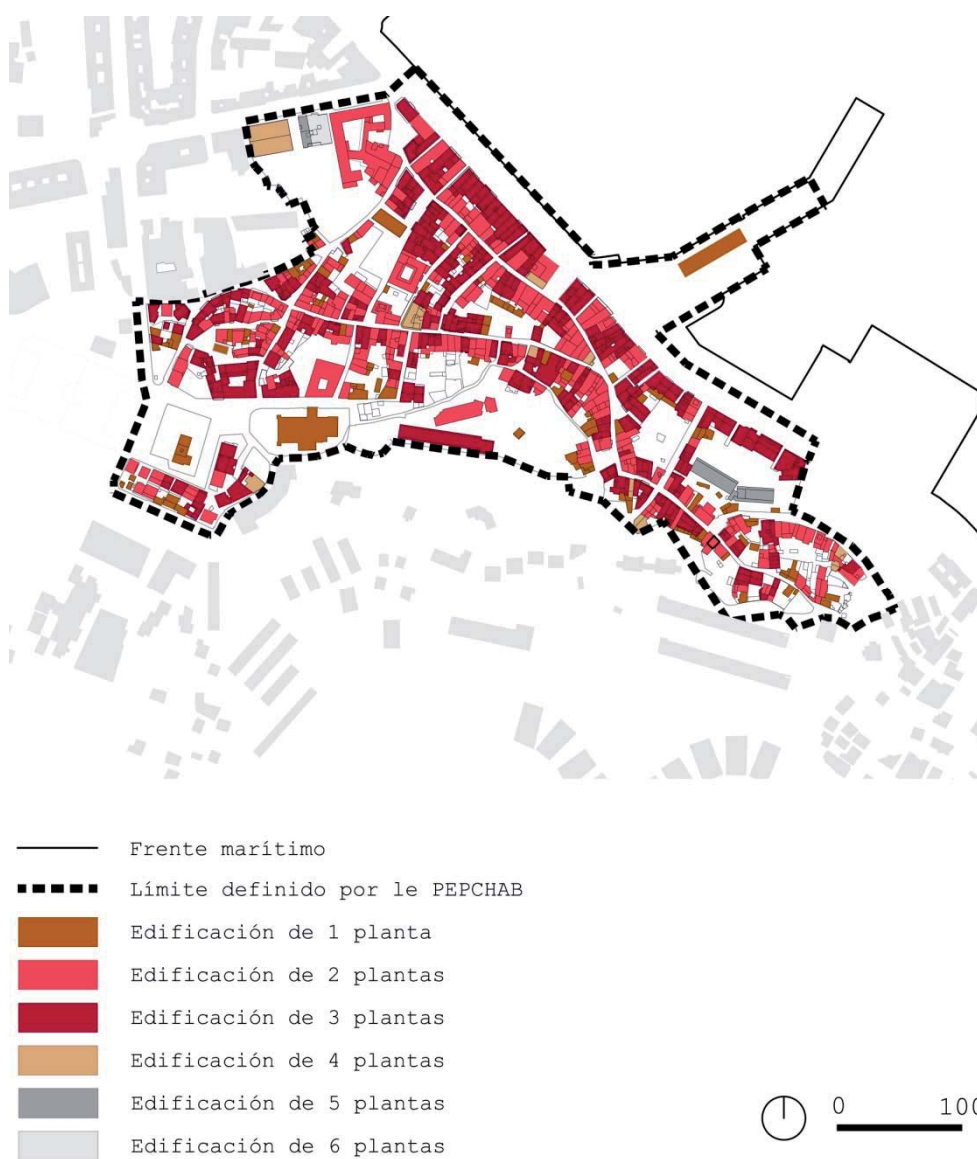 Frente marítimo
Límite definido por le PEPCHAB
Edificación de 1 planta
Edificación de 2 plantas
Edificación de 3 plantas
Edificación de 4 plantas
Edificación de 5 plantas
Edificación de 6 plantas
0 100